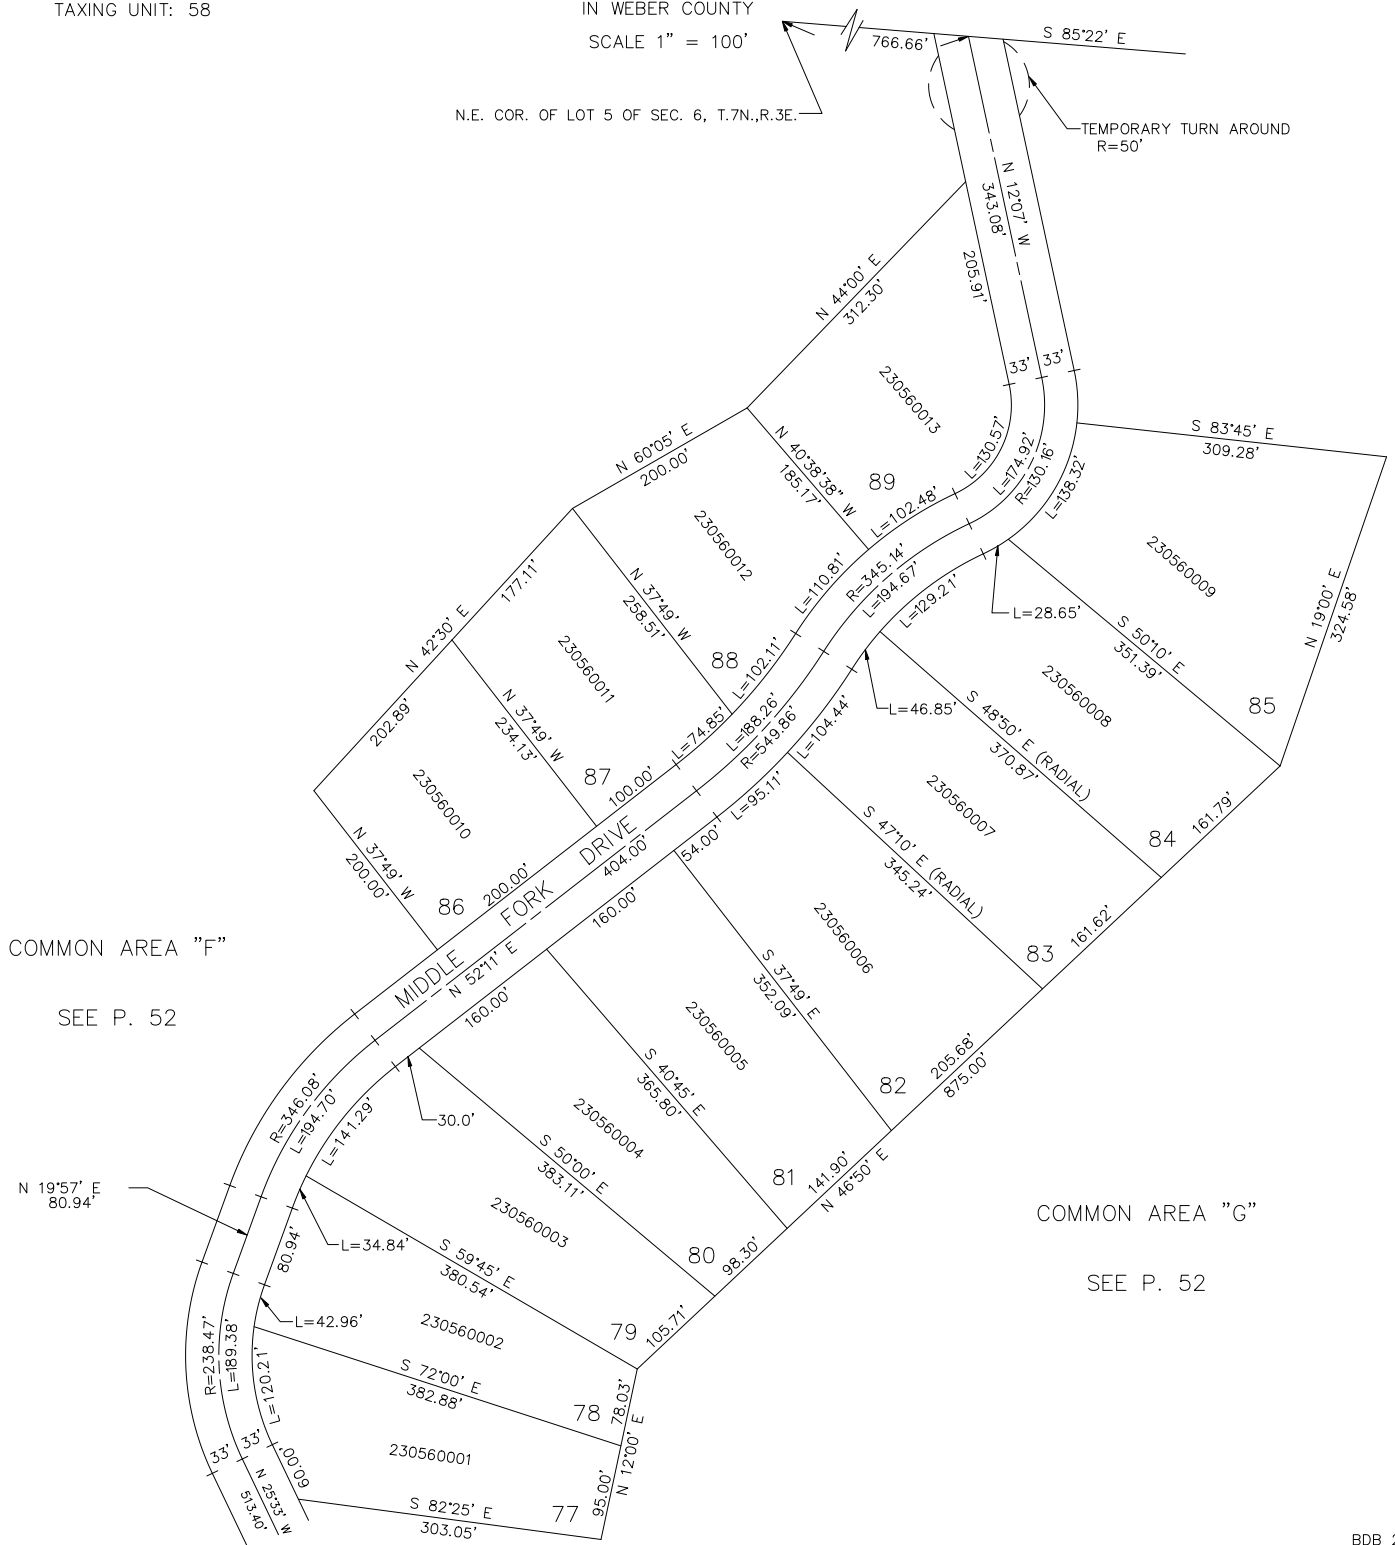 TAXING UNIT: 58
IN WEBER COUNTY
SCALE 1" = 100'
766.66'
S 85°22' E
N.E. COR. OF LOT 5 OF SEC. 6, T.7N.,R.3E.
TEMPORARY TURN AROUND
R=50'
N 12°07' W
343.08'
205.91'
N 44°00' E
312.30'
33'
33'
230560013
89
L=130.57'
L=174.92'
R=130.16'
L=138.32'
S 83°45' E
309.28'
N 60°05' E
200.00'
N 40°38'38" W
185.17'
L=102.48'
230560012
L=110.81'
R=345.14'
L=194.67'
L=129.21'
L=28.65'
230560009
N 19°00' E
324.58'
S 50°10' E
351.39'
85
177.11'
N 42°30' E
202.89'
N 37°49' W
258.51'
88
230560011
L=102.11'
L=188.26'
R=549.86'
L=104.44'
L=46.85'
230560008
S 48°50' E (RADIAL)
370.87'
161.79'
84
N 37°49' W
234.13'
87
L=74.85'
100.00'
L=95.11'
230560007
S 47°10' E (RADIAL)
345.24'
161.62'
83
230560010
N 37°49' W
200.00'
86
200.00'
MIDDLE FORK DRIVE
404.00'
N 52°11' E
54.00'
160.00'
160.00'
230560006
S 37°49' E
352.09'
82
205.68'
875.00'
COMMON AREA "F"
SEE P. 52
230560005
S 40°45' E
365.80'
81
141.90'
N 46°50' E
R=346.08'
L=194.70'
L=141.29'
30.0'
230560004
S 50°00' E
383.11'
80
98.30'
N 19°57' E
80.94'
80.94'
L=34.84'
230560003
S 59°45' E
380.54'
79
105.71'
COMMON AREA "G"
SEE P. 52
L=42.96'
230560002
R=238.47'
L=189.38'
L=120.21'
S 72°00' E
382.88'
78
78.03'
N 12°00' E
95.00'
33'
33'
60.00'
230560001
N 25°33' W
513.40'
S 82°25' E
303.05'
77
BDB